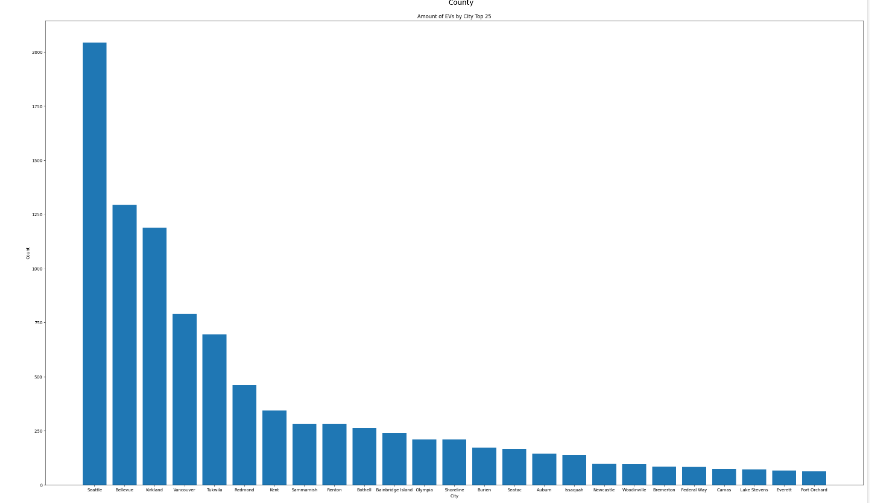 County
Amount of EVs by City Top 25
2000
1750
1500
1250
1000
750
500
250
0
Count
Seattle Bellevue Kirkland Vancouver Tukwila Redmond Kent Sammamish Renton Bothell Bainbridge Island Olympia Shoreline Burien Seatac Auburn Issaquah Newcastle Woodinville Bremerton Federal Way Camas Lake Stevens Everett Port Orchard
City